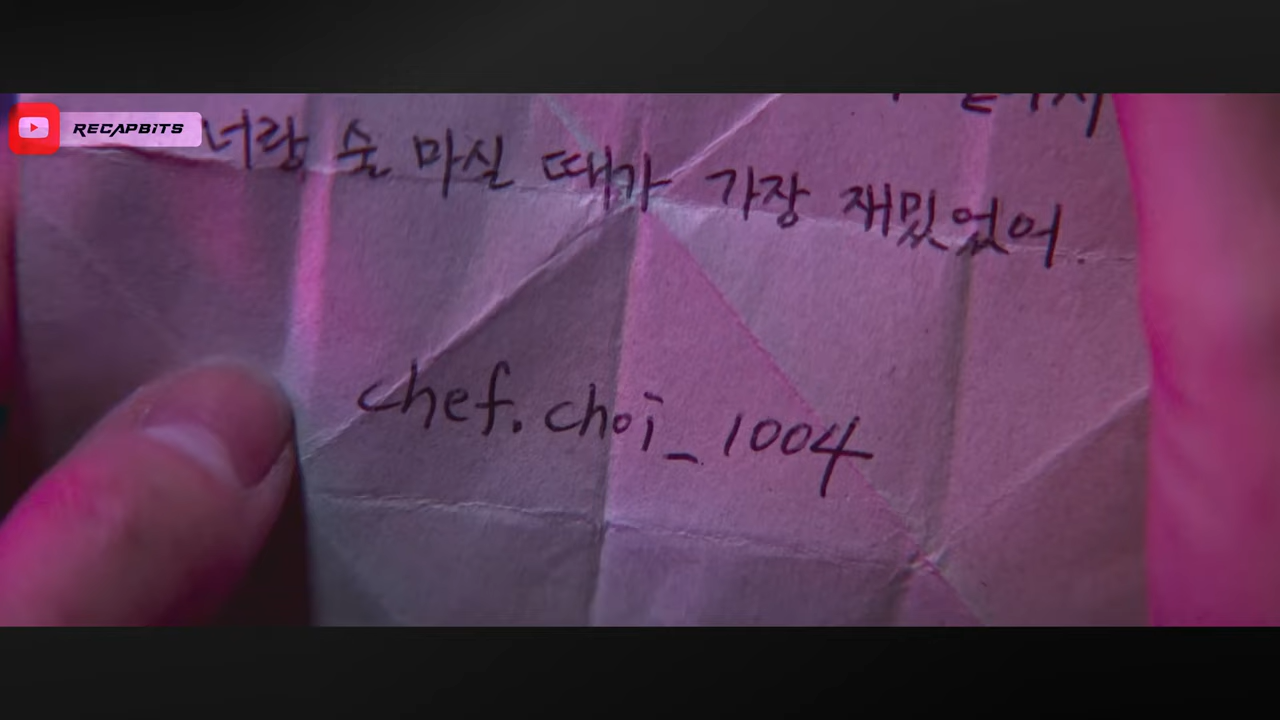 RECAPBITS
너랑 술 마실 때가 가장 재밌었어.
chef.choi_1004